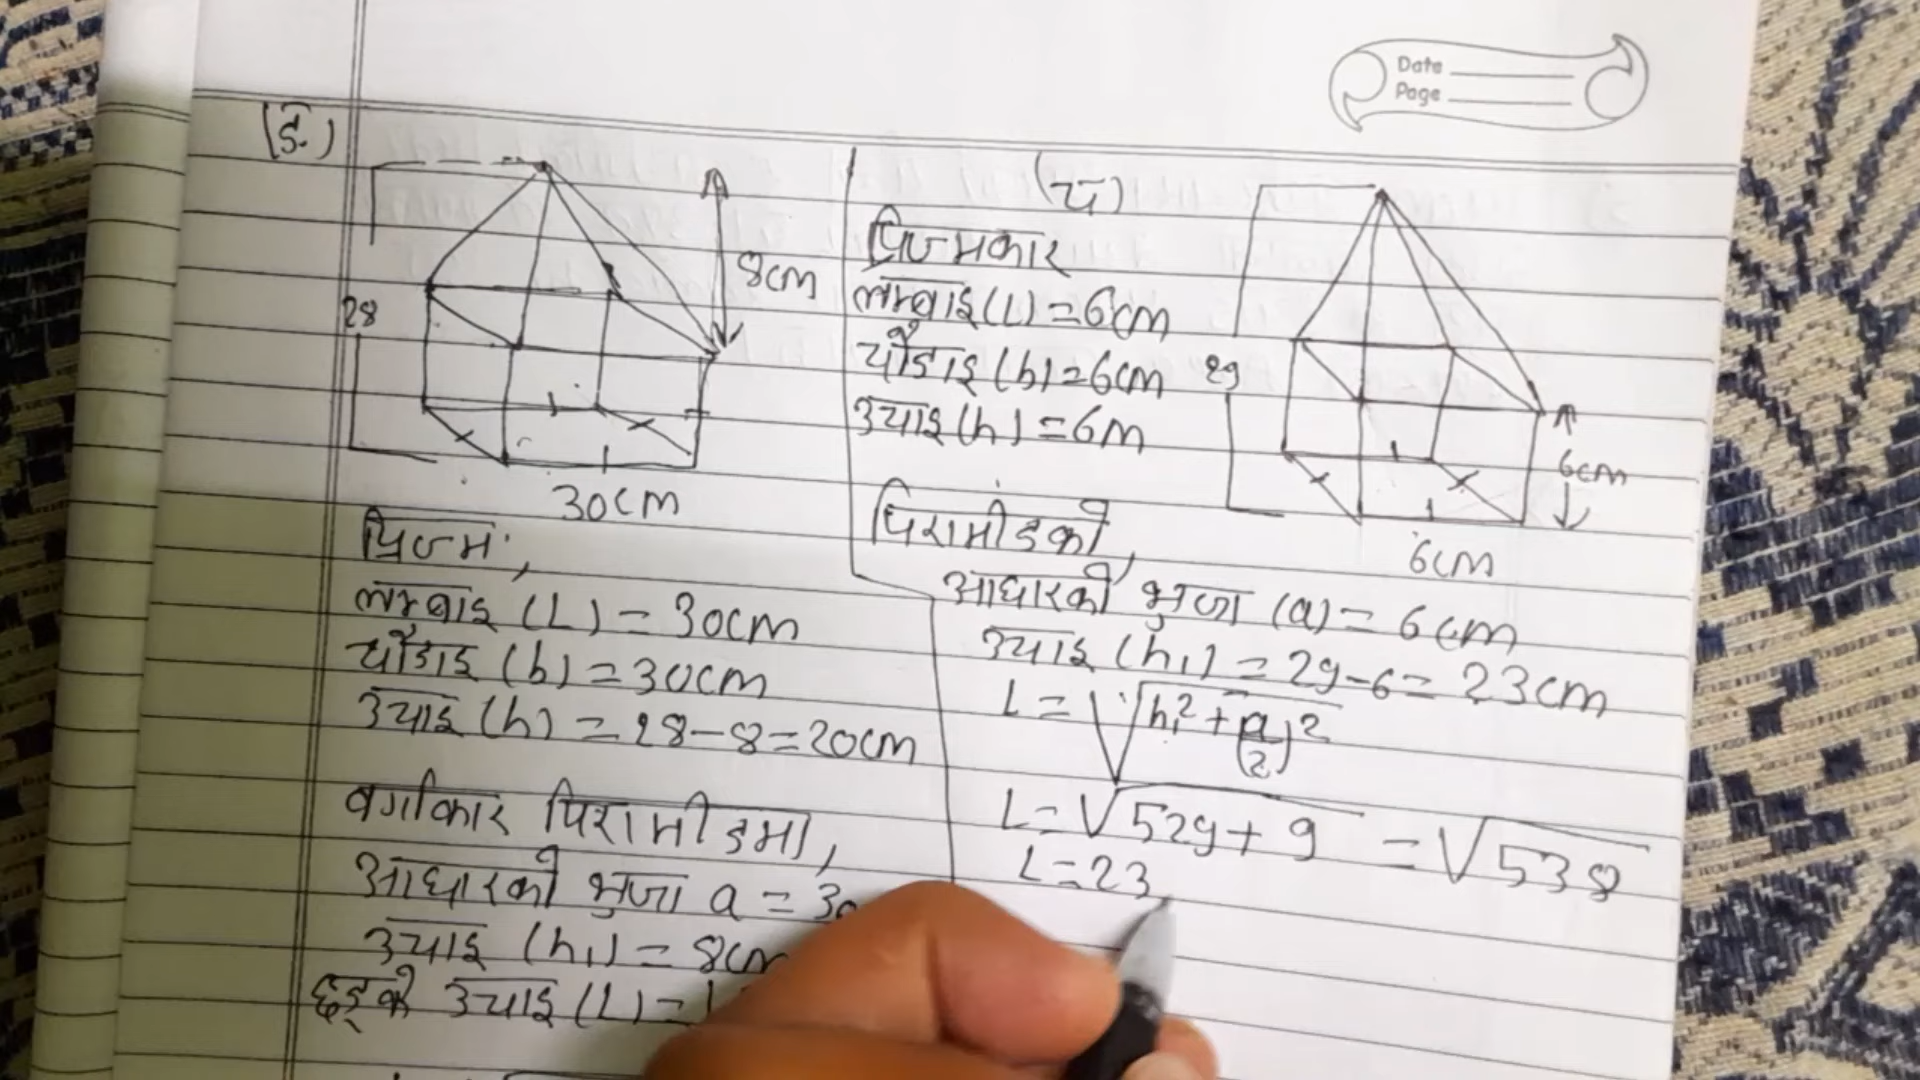 Date
Page
(ङ)
8cm
28
30cm
प्रिज्म,
लम्बाइ (L) = 30cm
चौडाइ (b) = 30cm
उचाइ (h) = 28-8=20cm
वर्गाकार पिरामीडमा,
आधारको भुजा a = 30
उचाइ (h₁) = 8cm
छड्के उचाइ (L) =
(च)
प्रिज्मकार
लम्बाइ (L) = 6cm
चौडाइ (b) = 6cm
उचाइ (h) = 6m
29
6cm
6cm
पिरामीडको,
आधारको भुजा (a) = 6cm
उचाइ (h₁) = 29-6= 23cm
L = √h₁² + (a/2)²
L = √529 + 9 = √538
L = 23